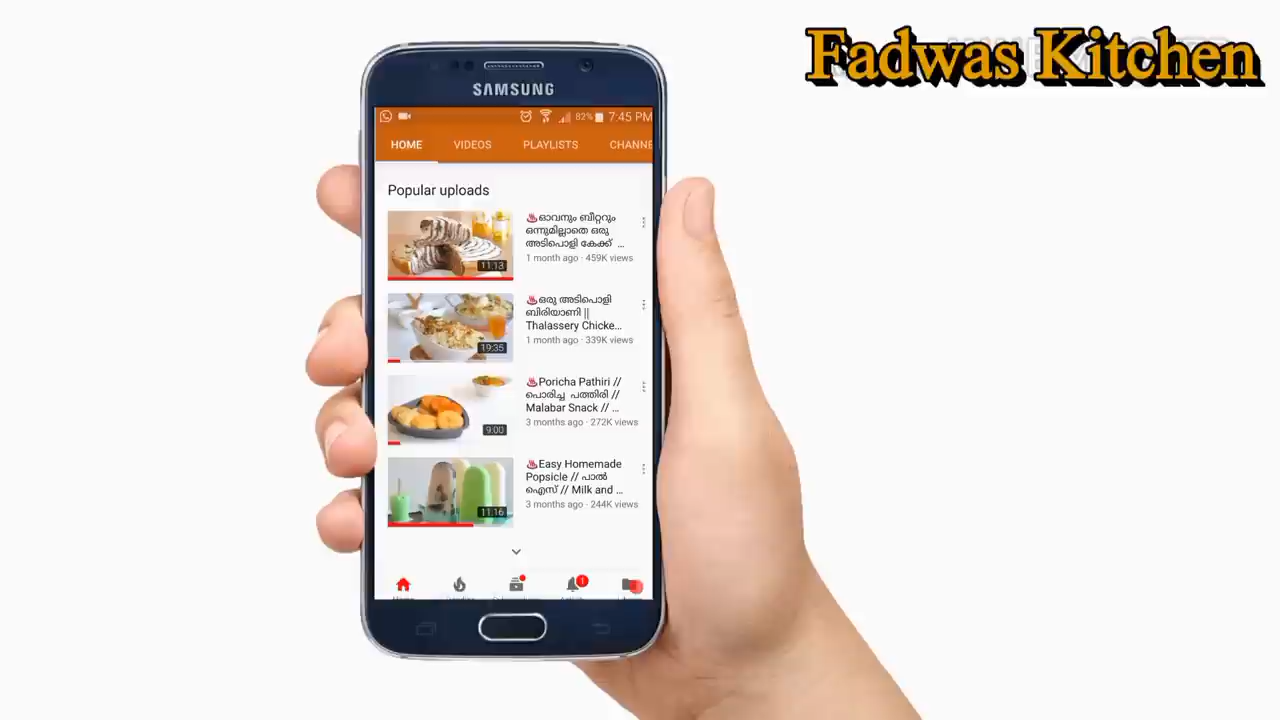 Fadwas Kitchen
SAMSUNG
82% 7:45 PM
HOME VIDEOS PLAYLISTS CHANNE
Popular uploads
♨ഓവനും ബീറ്ററും
ഒന്നുമില്ലാതെ ഒരു
അടിപൊളി കേക്ക് ...
1 month ago · 459K views
11:13
♨ഒരു അടിപൊളി
ബിരിയാണി ||
Thalassery Chicke...
1 month ago · 339K views
19:35
♨Poricha Pathiri //
പൊരിച്ച പത്തിരി //
Malabar Snack // ...
3 months ago · 272K views
9:00
♨Easy Homemade
Popsicle // പാൽ
ഐസ് // Milk and ...
3 months ago · 244K views
11:16
1